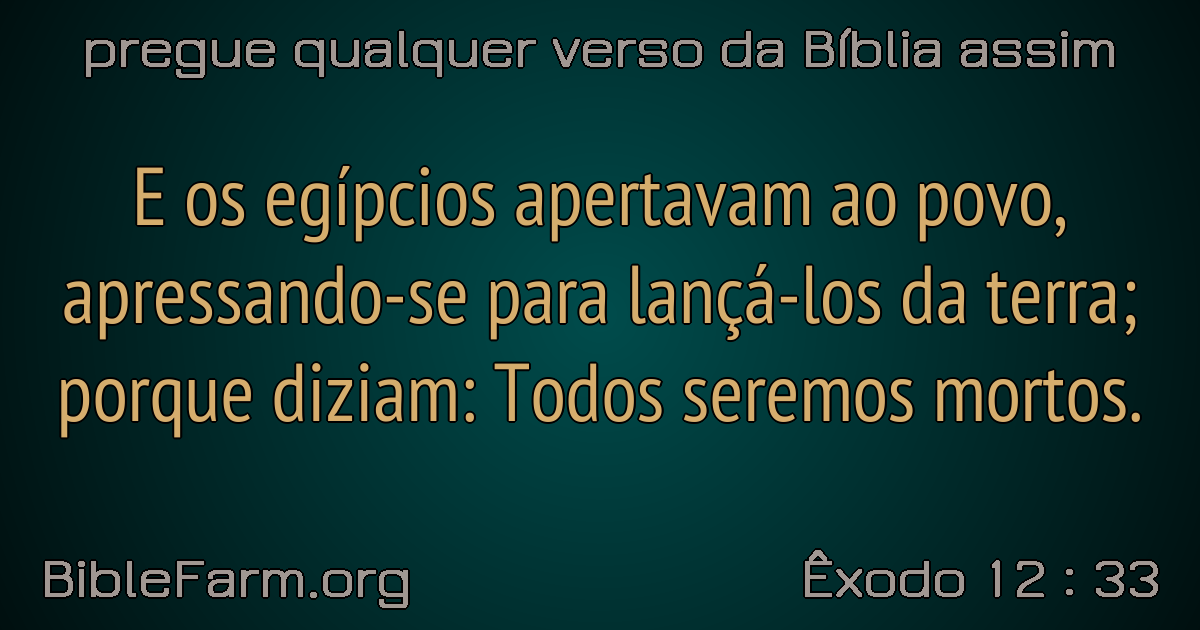 pregue qualquer verso da Bíblia assim
E os egípcios apertavam ao povo,
apressando-se para lançá-los da terra;
porque diziam: Todos seremos mortos.
BibleFarm.org
Êxodo 12 : 33